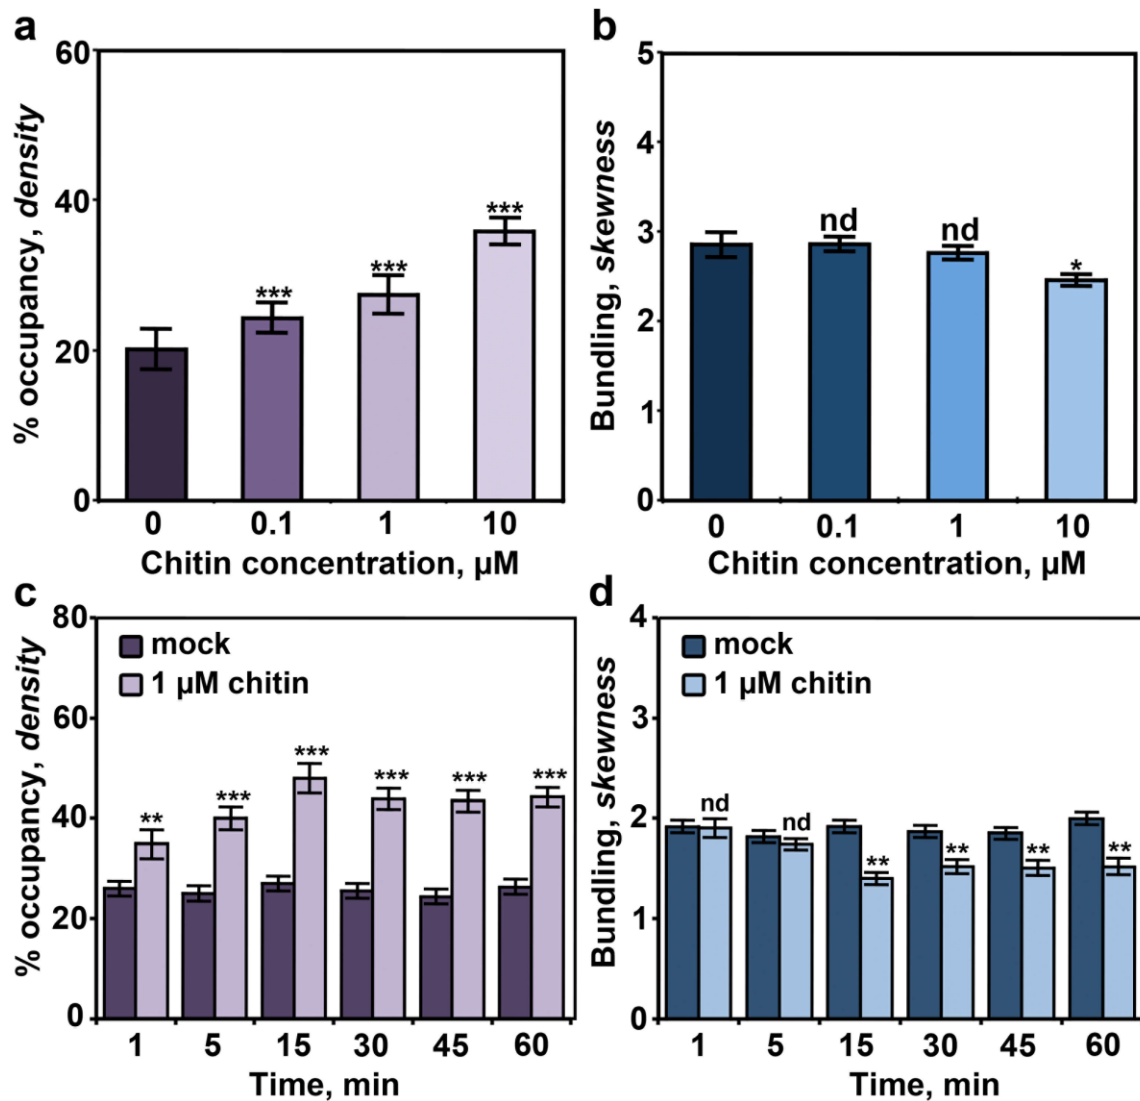 a
60
40
20
0
% occupancy, density
***
***
***
0 0.1 1 10
Chitin concentration, µM
b
5
4
3
2
1
0
Bundling, skewness
nd
nd
*
0 0.1 1 10
Chitin concentration, µM
c
80
60
40
20
0
% occupancy, density
mock
1 µM chitin
** *** *** *** *** ***
1 5 15 30 45 60
Time, min
d
4
3
2
1
0
Bundling, skewness
mock
1 µM chitin
nd nd ** ** ** **
1 5 15 30 45 60
Time, min